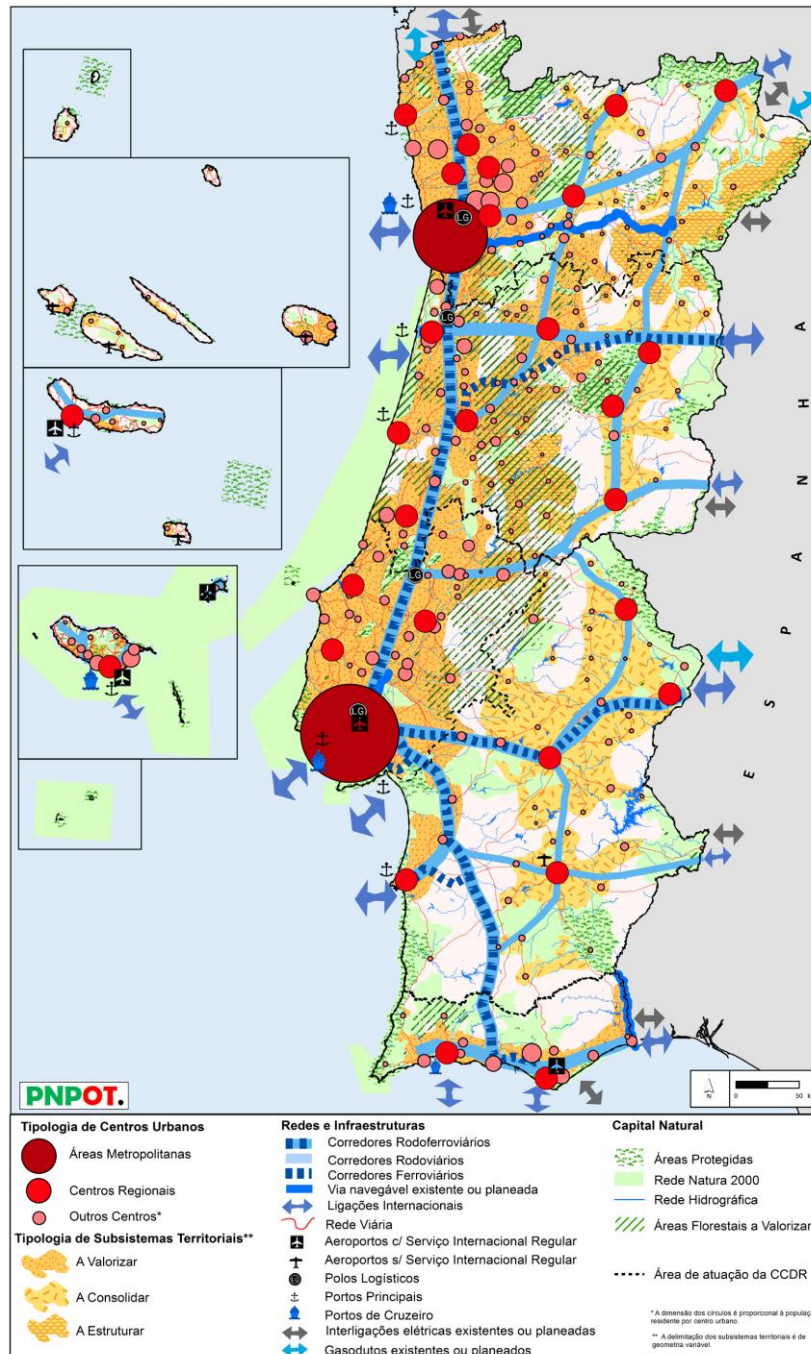 LG
LG
LG
LG
ESPANHA
N
0
50
PNPOT.
Tipologia de Centros Urbanos
Áreas Metropolitanas
Centros Regionais
Outros Centros*
Tipologia de Subsistemas Territoriais**
A Valorizar
A Consolidar
A Estruturar
Redes e Infraestruturas
Corredores Rodoferroviários
Corredores Rodoviários
Corredores Ferroviários
Via navegável existente ou planeada
Ligações Internacionais
Rede Viária
Aeroportos c/ Serviço Internacional Regular
Aeroportos s/ Serviço Internacional Regular
Polos Logísticos
Portos Principais
Portos de Cruzeiro
Interligações elétricas existentes ou planeadas
Gasodutos existentes ou planeados
Capital Natural
Áreas Protegidas
Rede Natura 2000
Rede Hidrográfica
Áreas Florestais a Valorizar
Área de atuação da CCDR
* A dimensão dos círculos é proporcional à populaç
residente por centro urbano.
** A delimitação dos subsistemas territoriais é de
geometria variável.